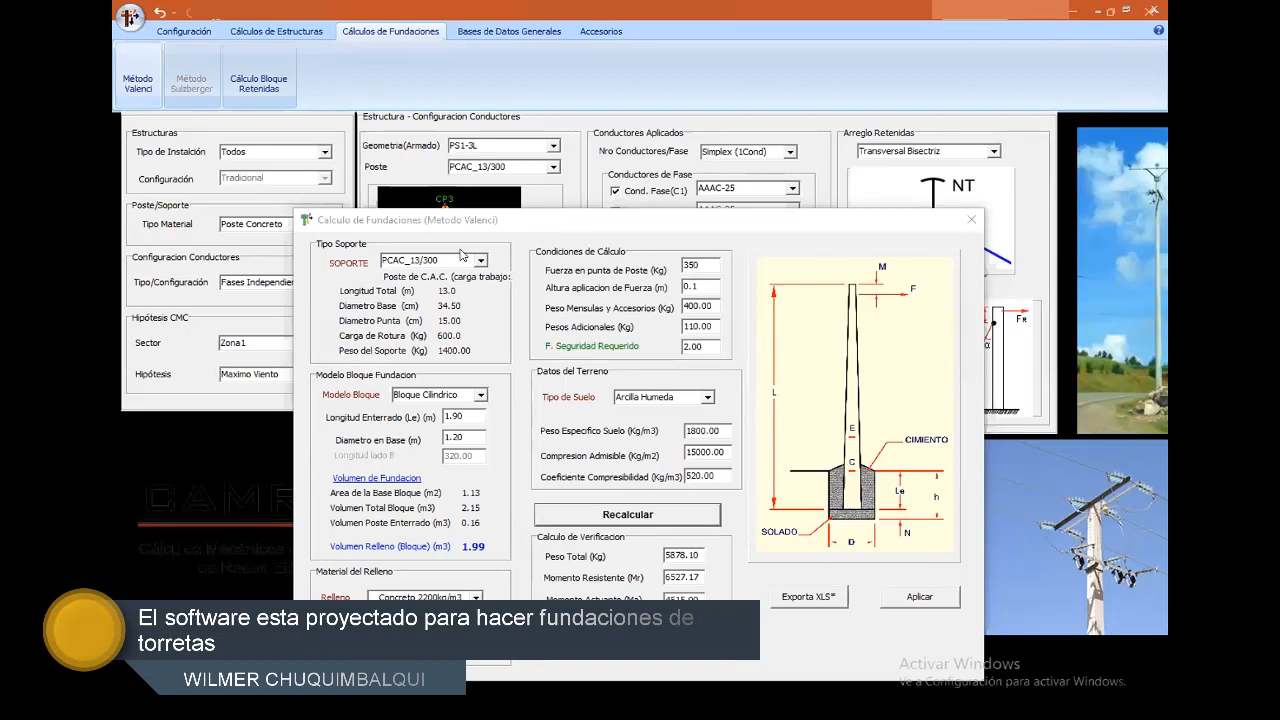 Configuración
Cálculos de Estructuras
Cálculos de Fundaciones
Bases de Datos Generales
Accesorios
Método
Valenci
Método
Sulzberger
Cálculo Bloque
Retenidas
Estructuras
Tipo de Instalción
Todos
Configuración
Tradicional
Poste/Soporte
Tipo Material
Poste Concreto
Configuracion Conductores
Tipo/Configuración
Fases Independien
Hipótesis CMC
Sector
Zona1
Hipótesis
Maximo Viento
Estructura - Configuracion Conductores
Geometria(Armado)
PS1-3L
Poste
PCAC_13/300
CP3
Conductores Aplicados
Nro Conductores/Fase
Simplex (1Cond)
Conductores de Fase
Cond. Fase(C1)
AAAC-25
Arreglo Retenidas
Transversal Bisectriz
NT
FR
α
Calculo de Fundaciones (Metodo Valenci)
Tipo Soporte
SOPORTE
PCAC_13/300
Poste de C.A.C. (carga trabajo:
Longitud Total (m)
13.0
Diametro Base (cm)
34.50
Diametro Punta (cm)
15.00
Carga de Rotura (Kg)
600.0
Peso del Soporte (Kg)
1400.00
Modelo Bloque Fundacion
Modelo Bloque
Bloque Cilindrico
Longitud Enterrado (Le) (m)
1.90
Diametro en Base (m)
1.20
Longitud lado B
320.00
Volumen de Fundacion
Area de la Base Bloque (m2)
1.13
Volumen Total Bloque (m3)
2.15
Volumen Poste Enterrado (m3)
0.16
Volumen Relleno (Bloque) (m3)
1.99
Material del Relleno
Relleno
Concreto 2200kg/m3
Condiciones de Cálculo
Fuerza en punta de Poste (Kg)
350
Altura aplicacion de Fuerza (m)
0.1
Peso Mensulas y Accesorios (Kg)
400.00
Pesos Adicionales (Kg)
110.00
F. Seguridad Requerido
2.00
Datos del Terreno
Tipo de Suelo
Arcilla Humeda
Peso Especifico Suelo (Kg/m3)
1800.00
Compresion Admisible (Kg/m2)
15000.00
Coeficiente Compresibilidad (Kg/m3)
520.00
Recalcular
Calculo de Verificacion
Peso Total (Kg)
5878.10
Momento Resistente (Mr)
6527.17
M
F
L
E
C
CIMIENTO
Le
h
SOLADO
D
N
Exporta XLS*
Aplicar
El software esta proyectado para hacer fundaciones de
torretas
WILMER CHUQUIMBALQUI
Activar Windows
Ve a Configuración para activar Windows.